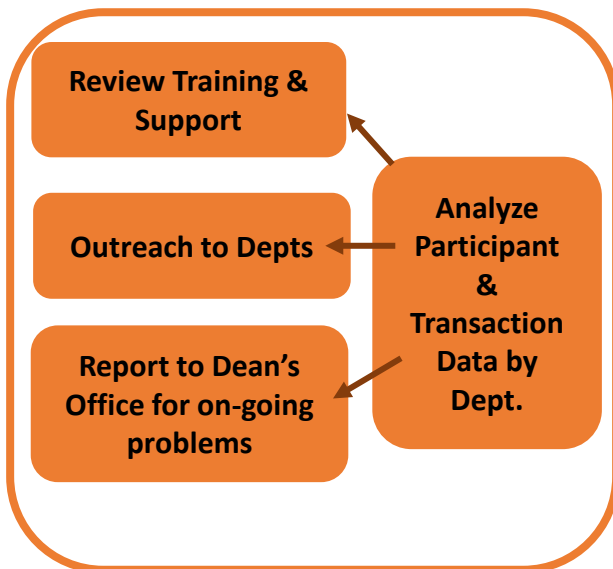 Review Training &
Support
Outreach to Depts
Report to Dean’s
Office for on-going
problems
Analyze
Participant
&
Transaction
Data by
Dept.